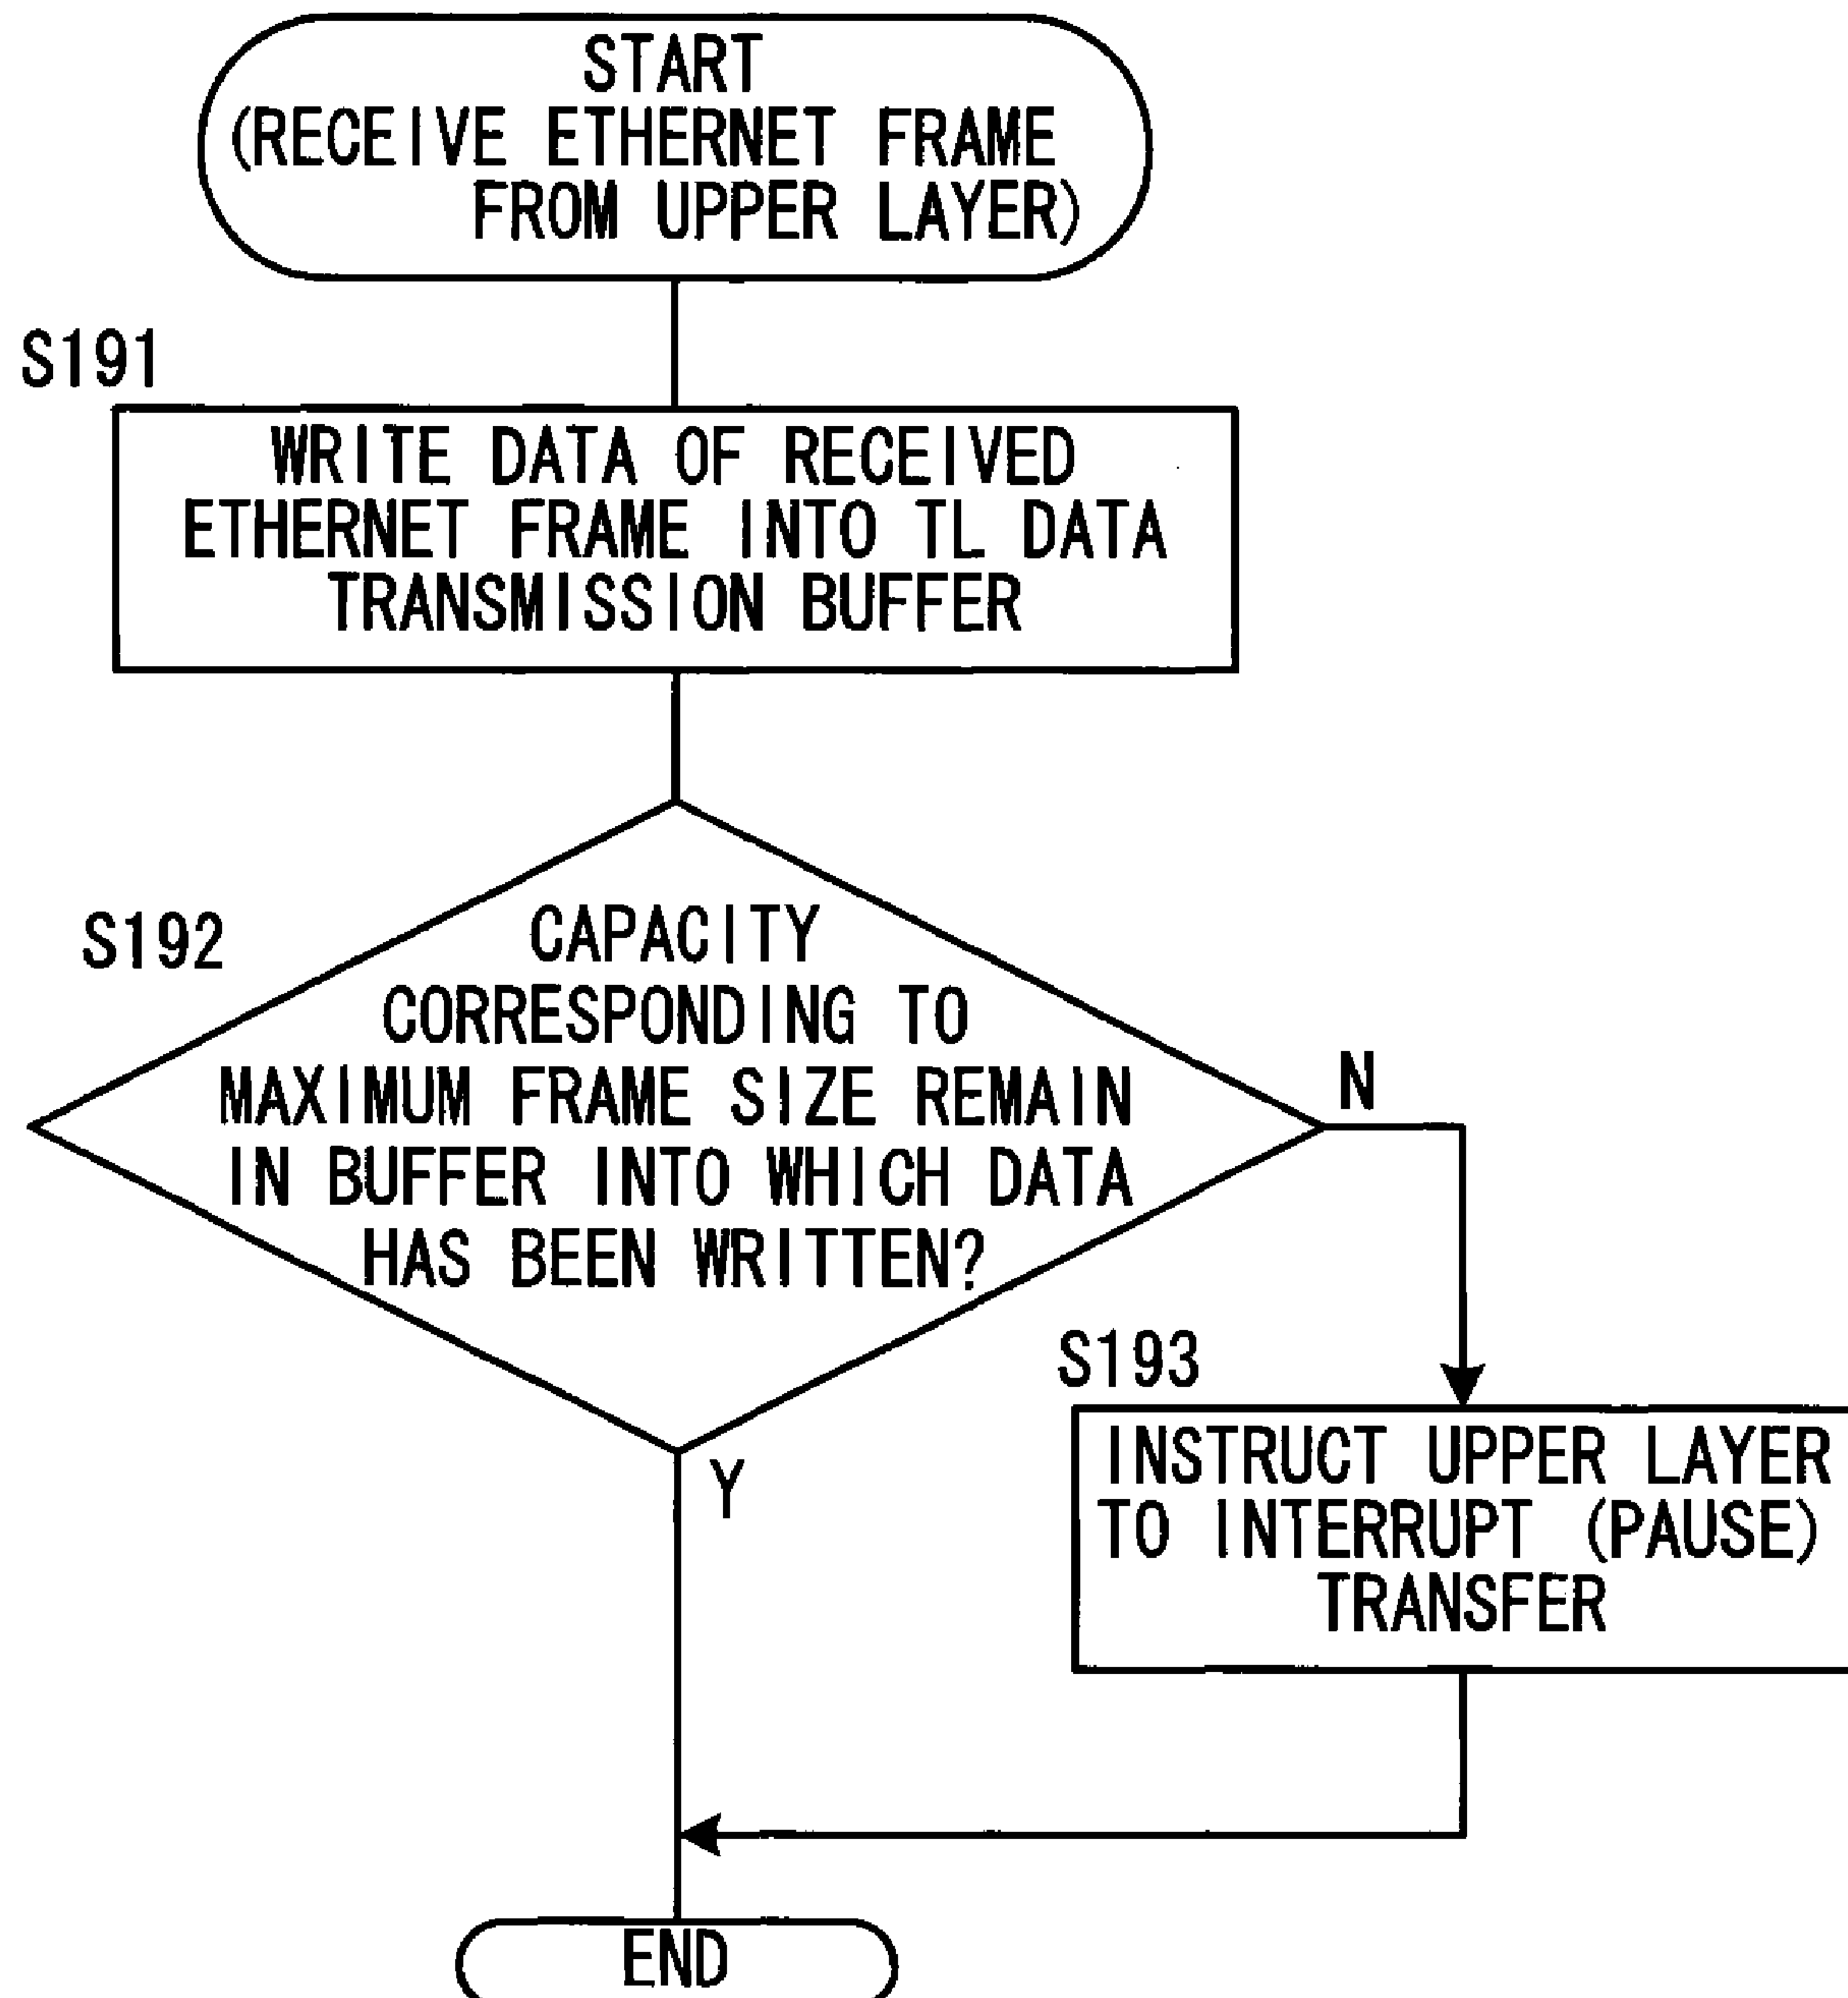 START
(RECEIVE ETHERNET FRAME
FROM UPPER LAYER)
S191
WRITE DATA OF RECEIVED
ETHERNET FRAME INTO TL DATA
TRANSMISSION BUFFER
S192
CAPACITY
CORRESPONDING TO
MAXIMUM FRAME SIZE REMAIN
IN BUFFER INTO WHICH DATA
HAS BEEN WRITTEN?
N
Y
S193
INSTRUCT UPPER LAYER
TO INTERRUPT (PAUSE)
TRANSFER
END